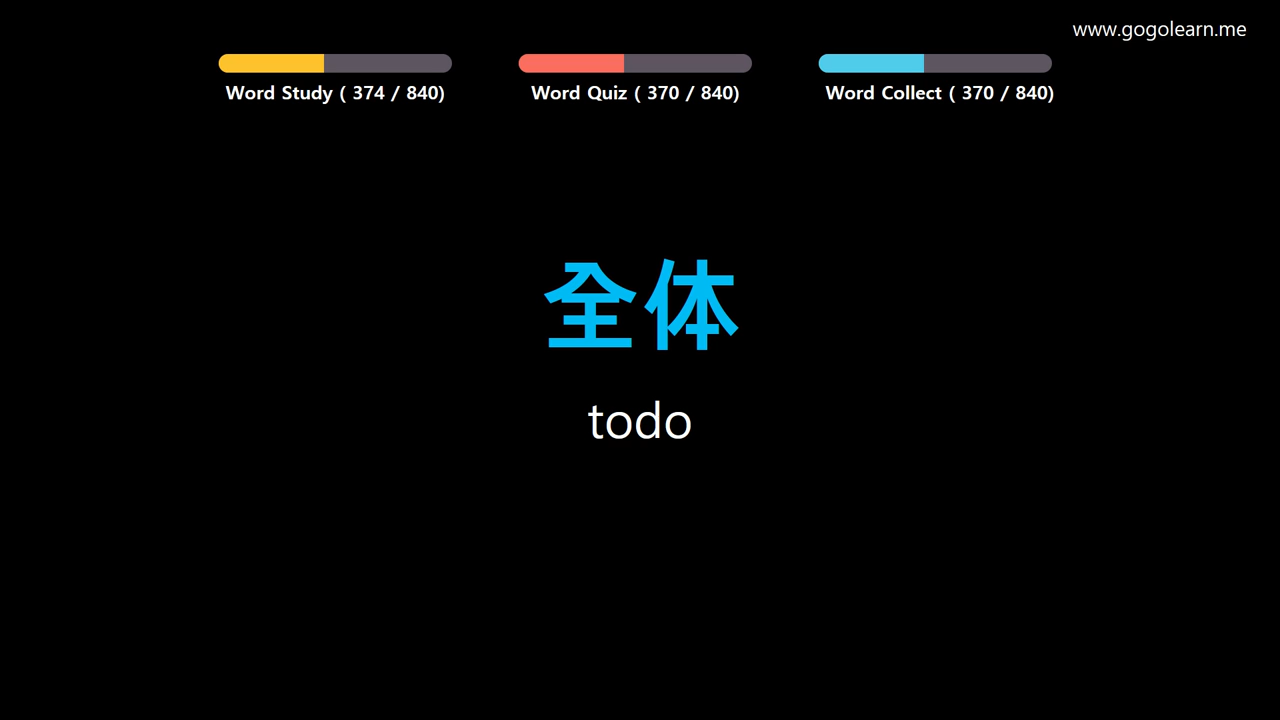 www.gogolearn.me
Word Study ( 374 / 840)
Word Quiz ( 370 / 840)
Word Collect ( 370 / 840)
全体
todo